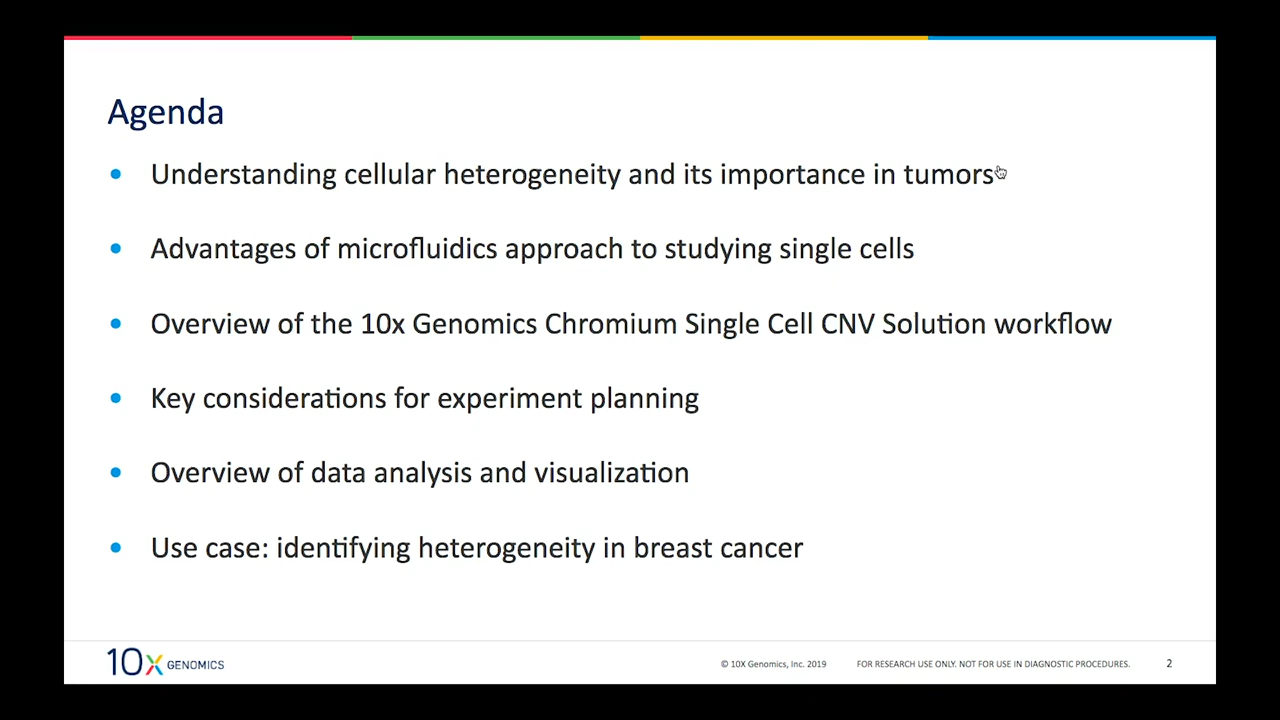 Agenda
• Understanding cellular heterogeneity and its importance in tumors
• Advantages of microfluidics approach to studying single cells
• Overview of the 10x Genomics Chromium Single Cell CNV Solution workflow
• Key considerations for experiment planning
• Overview of data analysis and visualization
• Use case: identifying heterogeneity in breast cancer
10x GENOMICS
© 10X Genomics, Inc. 2019 FOR RESEARCH USE ONLY. NOT FOR USE IN DIAGNOSTIC PROCEDURES. 2